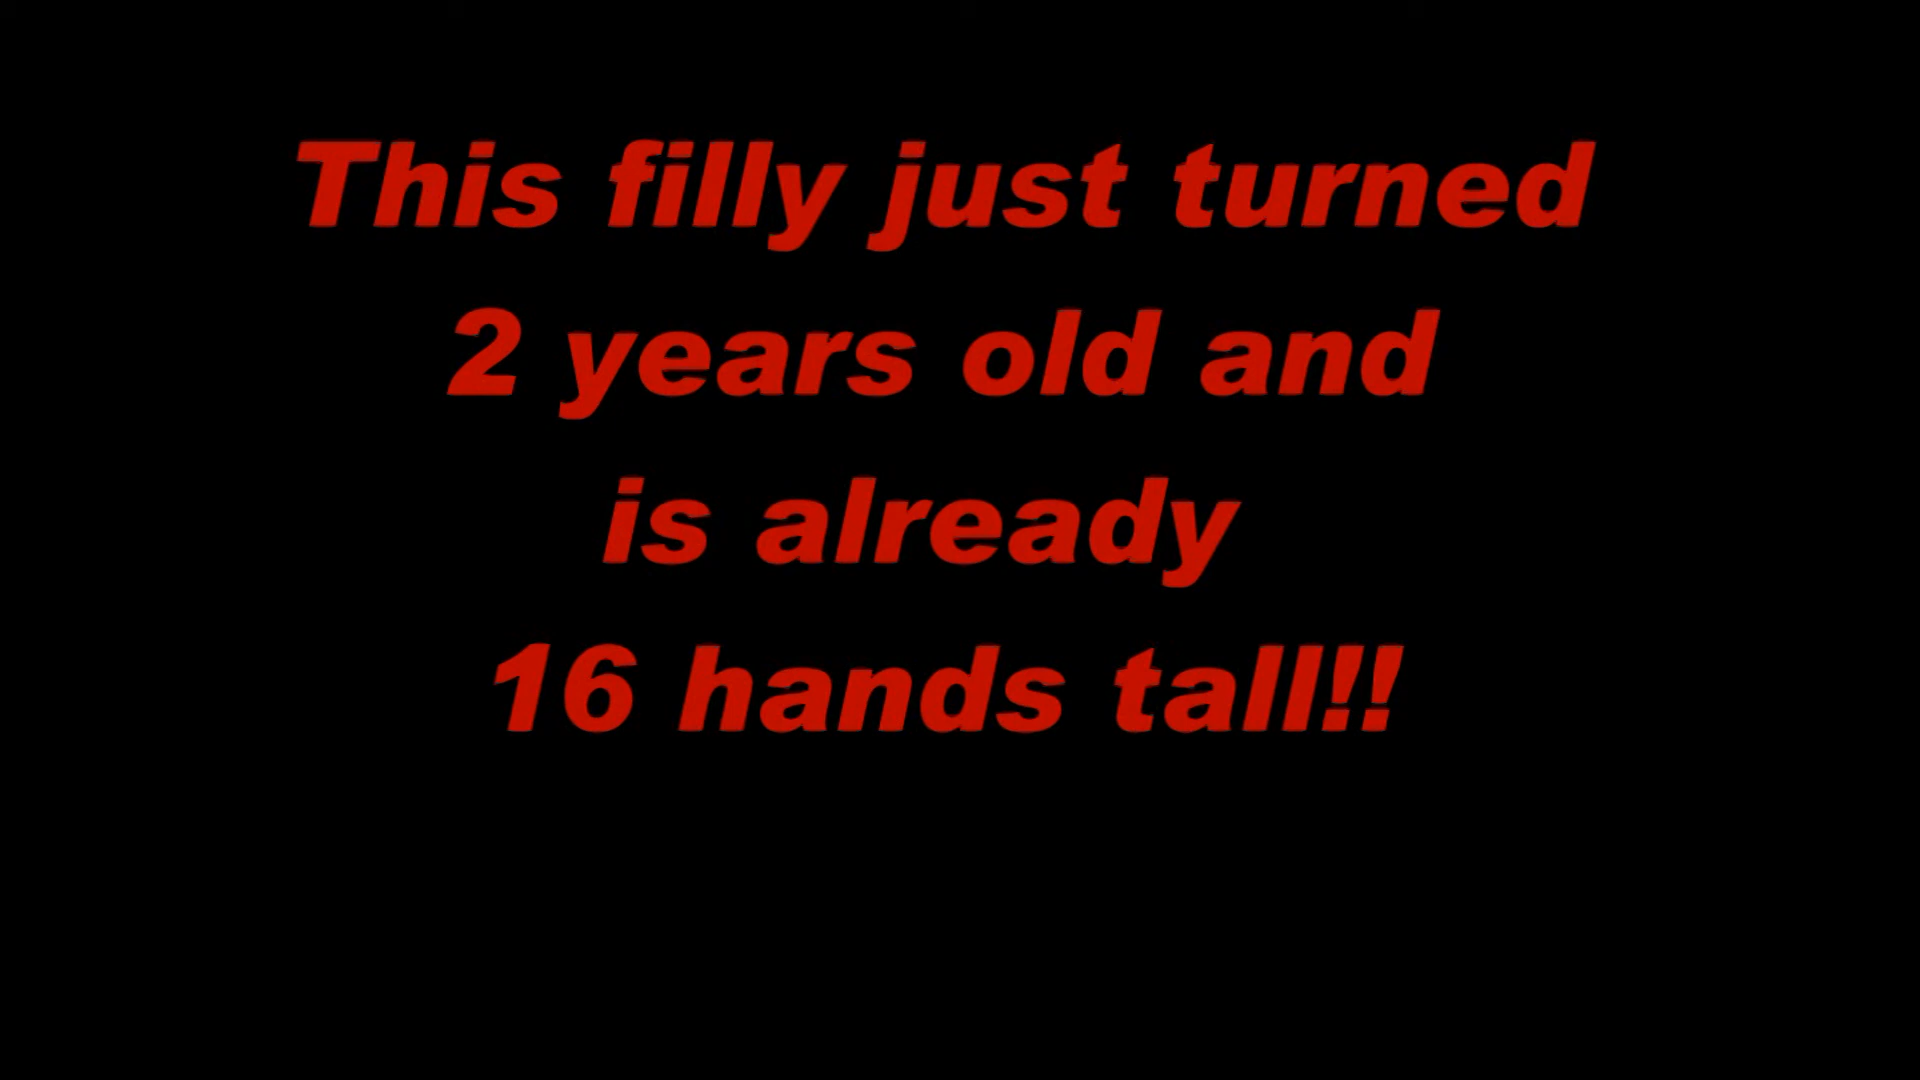 This filly just turned
2 years old and
is already
16 hands tall!!